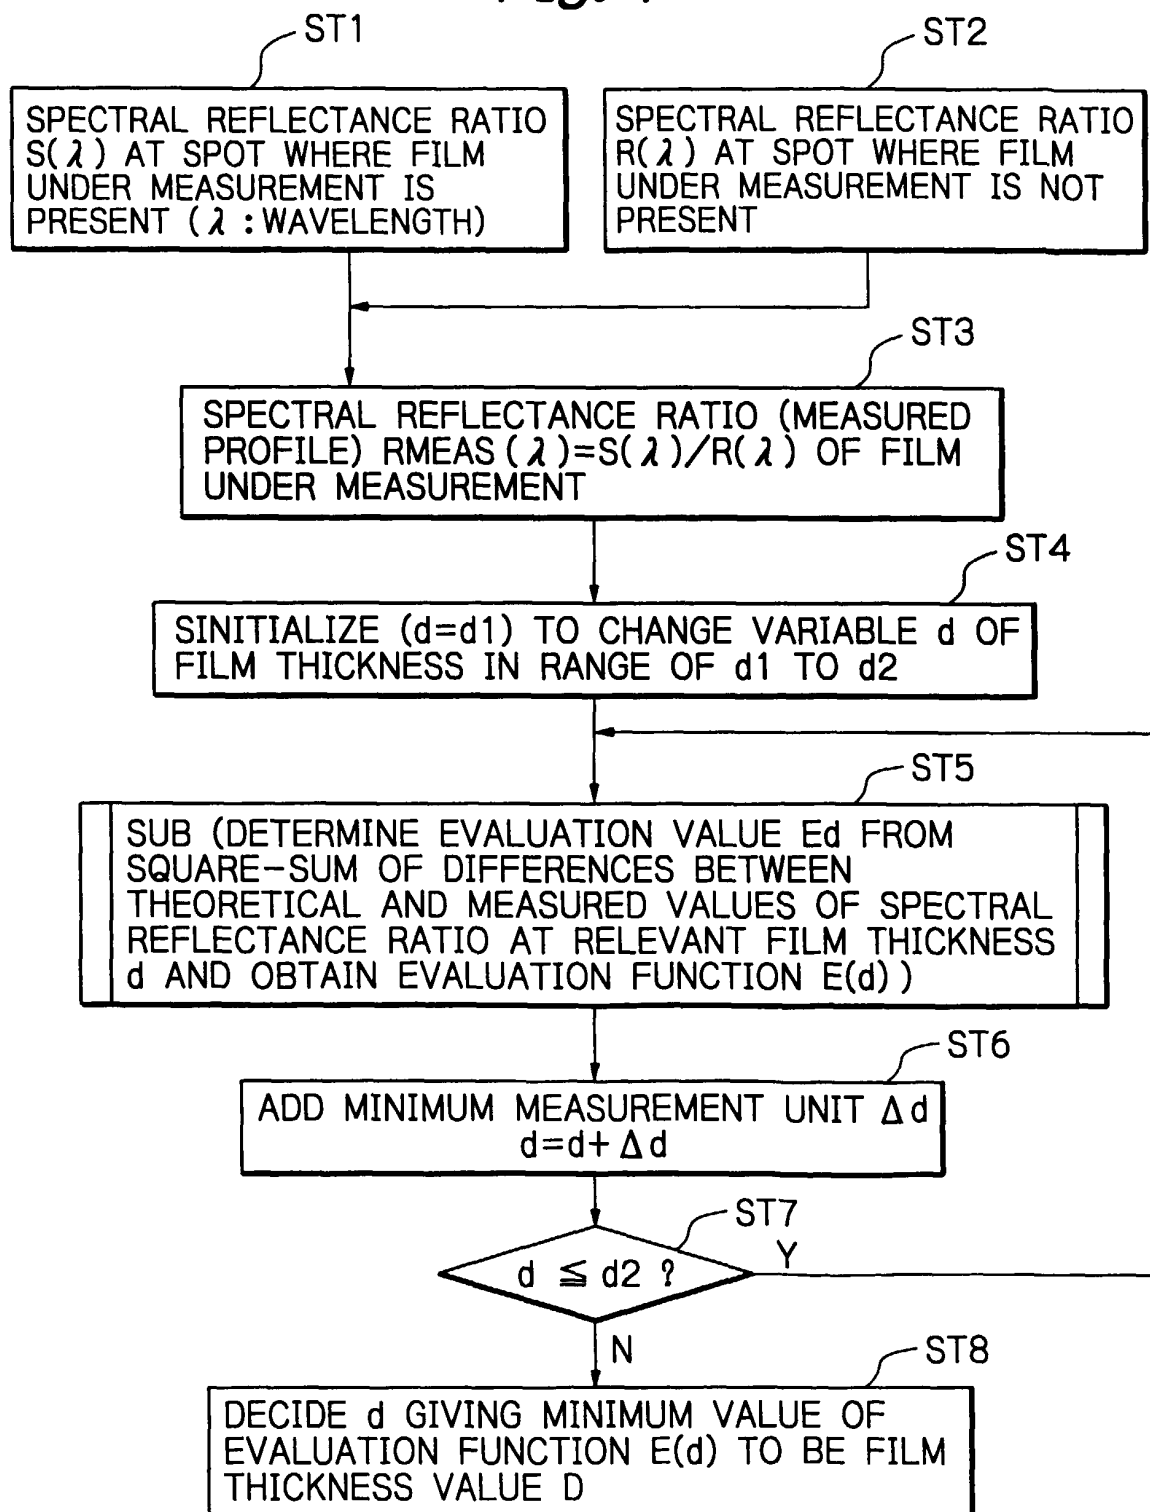 ST1
ST2
SPECTRAL REFLECTANCE RATIO
S(λ) AT SPOT WHERE FILM
UNDER MEASUREMENT IS
PRESENT (λ :WAVELENGTH)
SPECTRAL REFLECTANCE RATIO
R(λ) AT SPOT WHERE FILM
UNDER MEASUREMENT IS NOT
PRESENT
ST3
SPECTRAL REFLECTANCE RATIO (MEASURED
PROFILE) RMEAS(λ)=S(λ)/R(λ) OF FILM
UNDER MEASUREMENT
ST4
SINITIALIZE (d=d1) TO CHANGE VARIABLE d OF
FILM THICKNESS IN RANGE OF d1 TO d2
ST5
SUB (DETERMINE EVALUATION VALUE Ed FROM
SQUARE-SUM OF DIFFERENCES BETWEEN
THEORETICAL AND MEASURED VALUES OF SPECTRAL
REFLECTANCE RATIO AT RELEVANT FILM THICKNESS
d AND OBTAIN EVALUATION FUNCTION E(d))
ST6
ADD MINIMUM MEASUREMENT UNIT Δd
d=d+Δd
ST7
d ≦ d2 ?
Y
N
ST8
DECIDE d GIVING MINIMUM VALUE OF
EVALUATION FUNCTION E(d) TO BE FILM
THICKNESS VALUE D